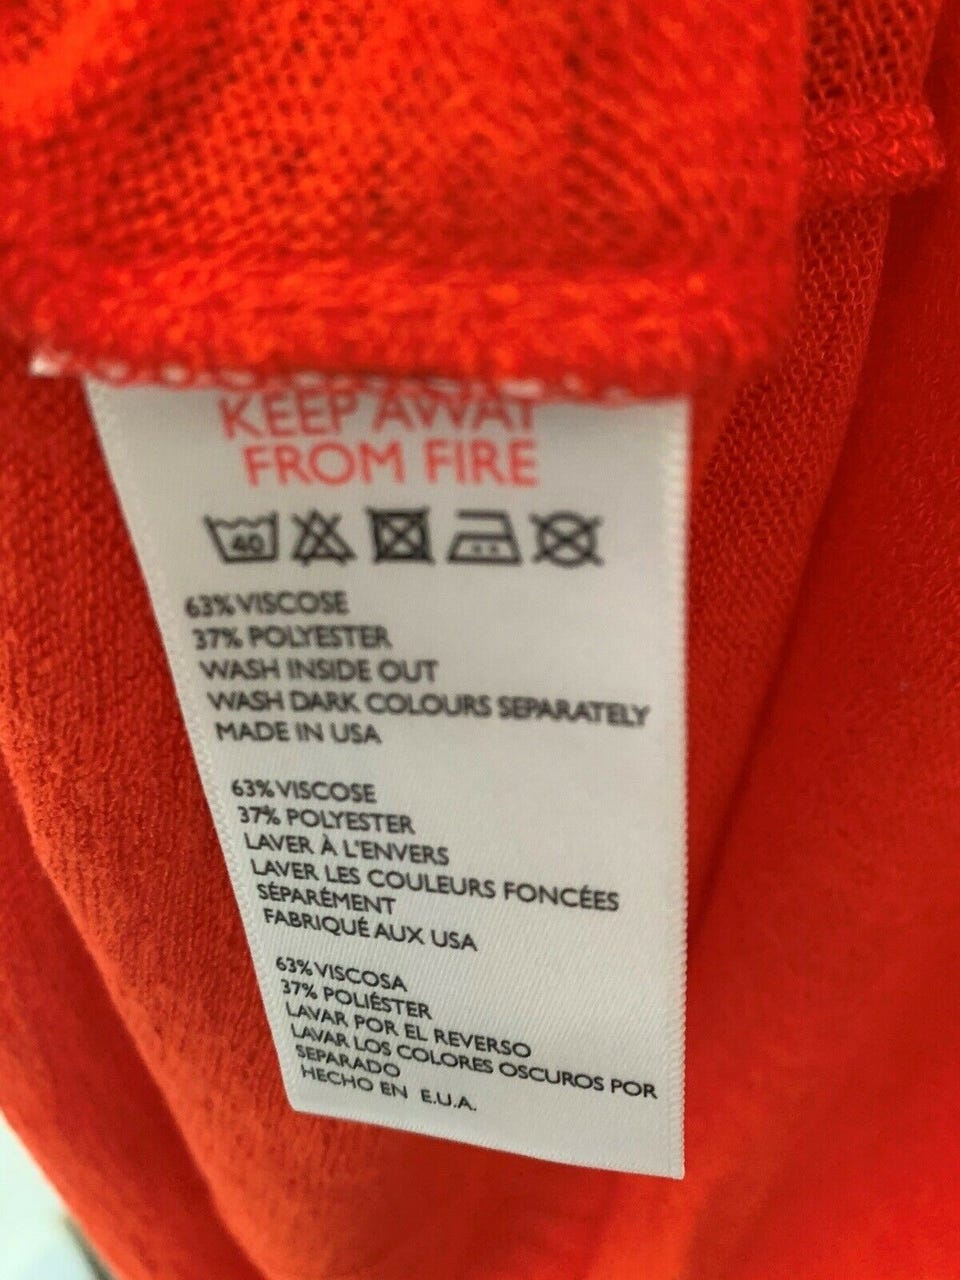 KEEP AWAY
FROM FIRE
40
63% VISCOSE
37% POLYESTER
WASH INSIDE OUT
WASH DARK COLOURS SEPARATELY
MADE IN USA
63% VISCOSE
37% POLYESTER
LAVER À L'ENVERS
LAVER LES COULEURS FONCÉES
SÉPARÉMENT
FABRIQUÉ AUX USA
63% VISCOSA
37% POLIÉSTER
LAVAR POR EL REVERSO
LAVAR LOS COLORES OSCUROS POR
SEPARADO
HECHO EN E.U.A.